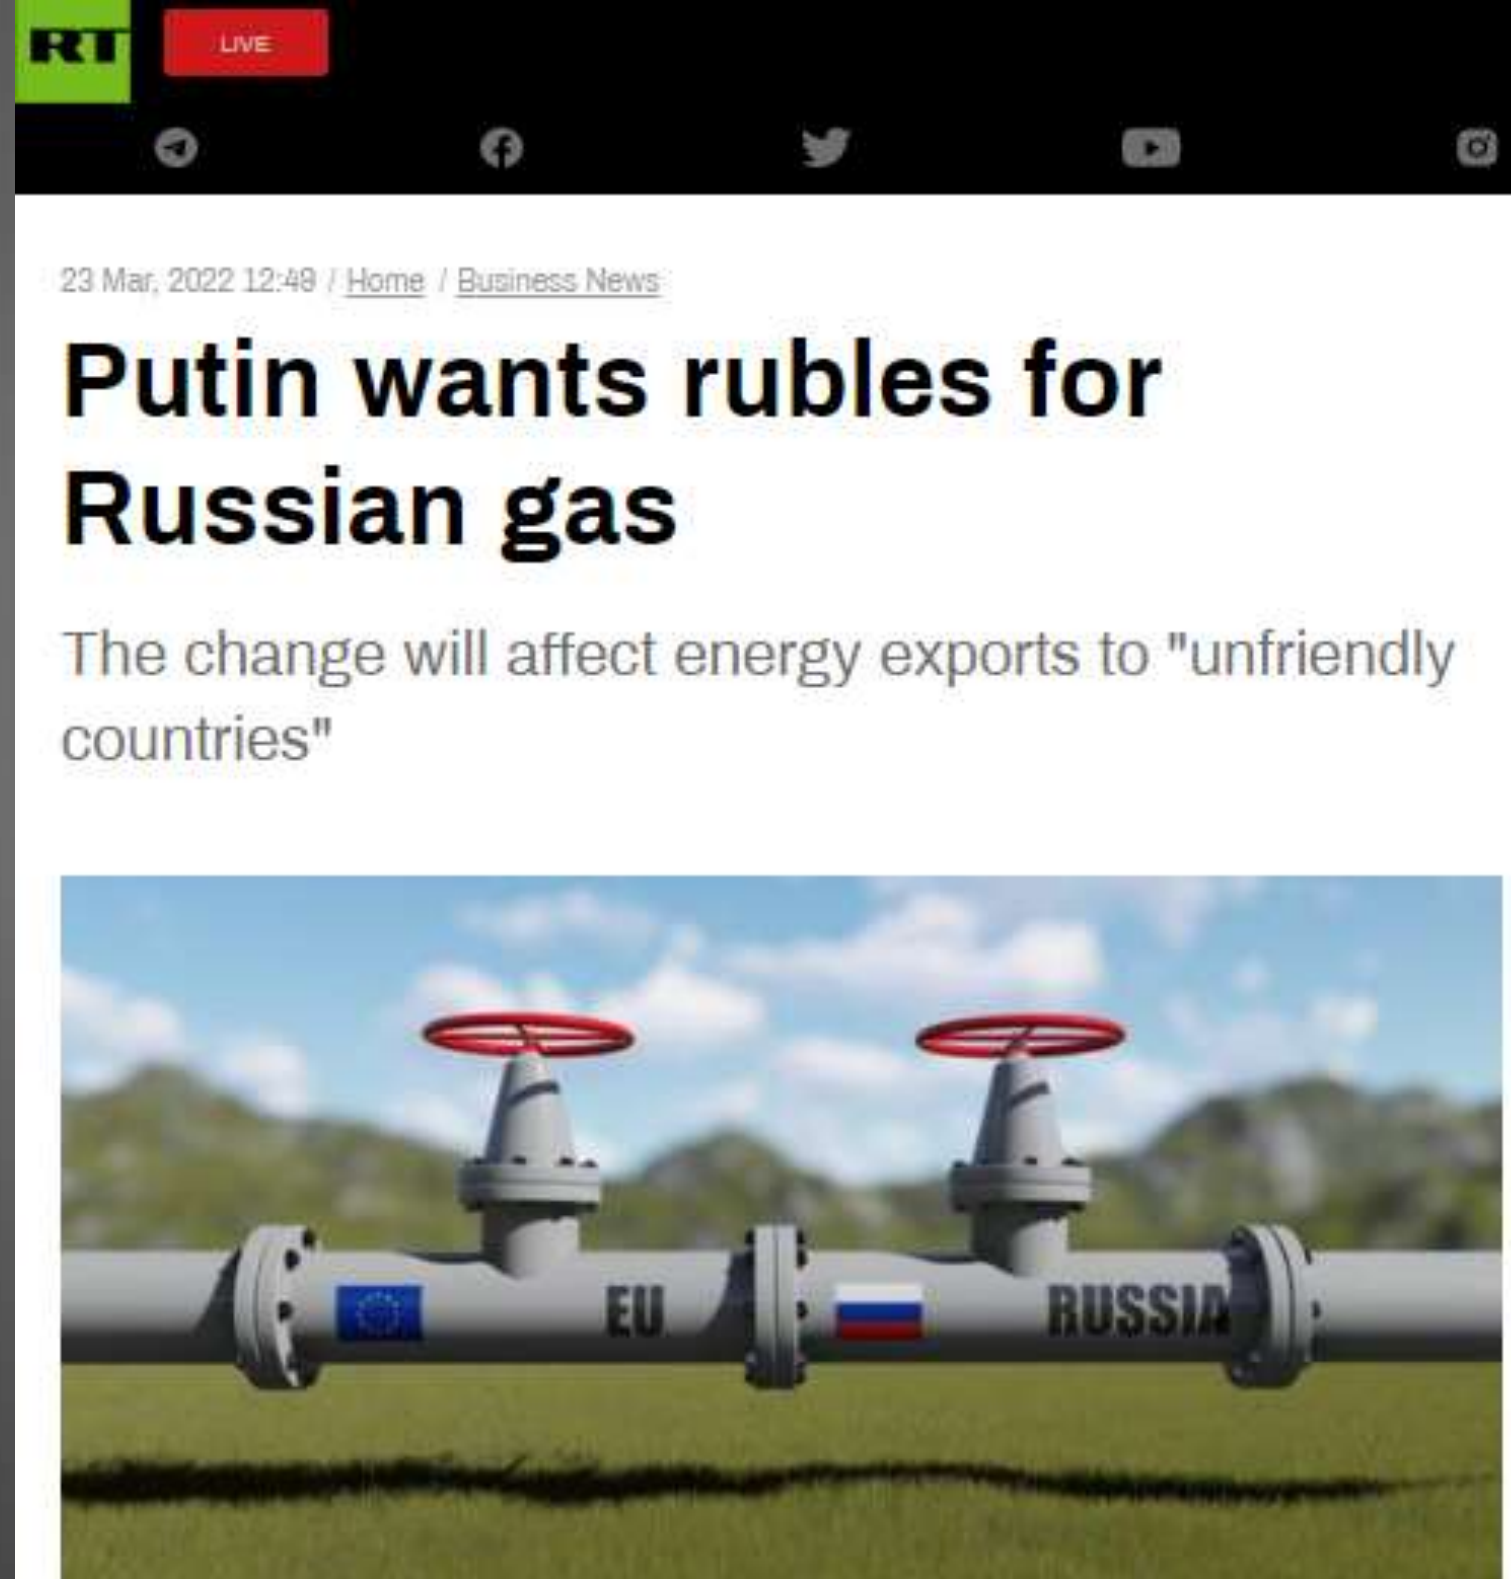 RT
LIVE
23 Mar, 2022 12:49 / Home / Business News
Putin wants rubles for
Russian gas
The change will affect energy exports to "unfriendly
countries"
EU
RUSSIA